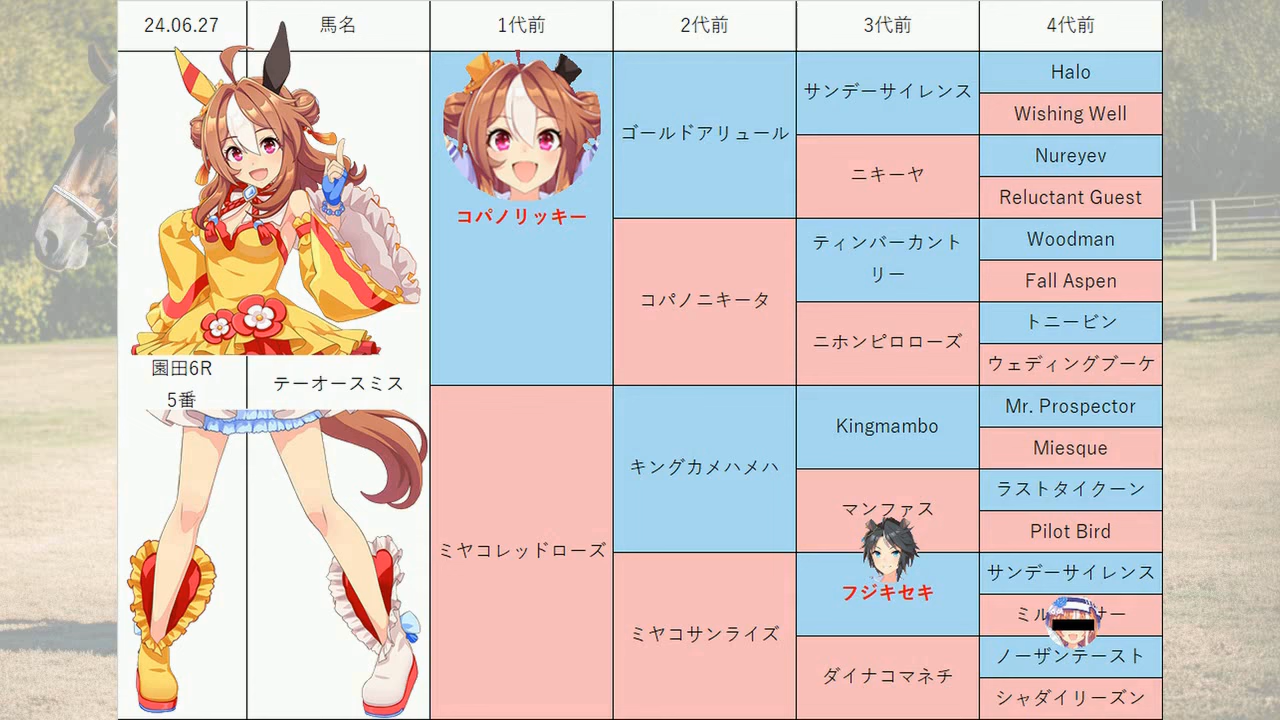 24.06.27
馬名
1代前
2代前
3代前
4代前
園田6R
5番
テーオースミス
コパノリッキー
ミヤコレッドローズ
ゴールドアリュール
コパノニキータ
キングカメハメハ
ミヤコサンライズ
サンデーサイレンス
ニキーヤ
ティンバーカント
リー
ニホンピロローズ
Kingmambo
マンファス
フジキセキ
ダイナコマネチ
Halo
Wishing Well
Nureyev
Reluctant Guest
Woodman
Fall Aspen
トニービン
ウェディングブーケ
Mr. Prospector
Miesque
ラストタイクーン
Pilot Bird
サンデーサイレンス
ノーザンテースト
シャダイリーズン